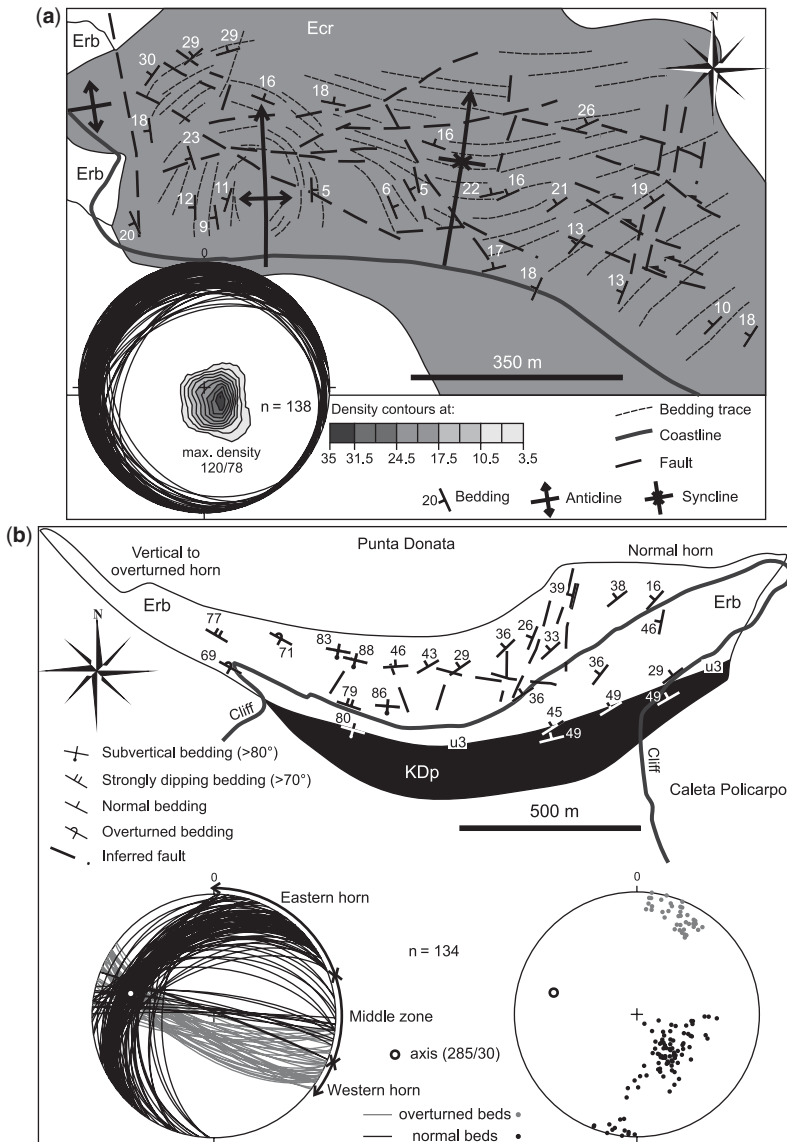 (a)
Erb
Ecr
N
29
29
30
16
18
26
18
16
23
Erb
11
5
6
5
22
16
21
19
12
9
20
17
13
0
18
13
10
18
350 m
n = 138
max. density
120/78
Density contours at:
35 31.5 24.5 17.5 10.5 3.5
Bedding trace
Coastline
Fault
20 Bedding
Anticline
Syncline
(b)
Vertical to
overturned horn
Punta Donata
Normal horn
Erb
39
38
16
Erb
N
77
71
83
88
46
43
29
36
26
33
46
69
79
86
36
36
29
49
49
Cliff
80
45
49
u3
u3
KDp
Cliff
Caleta Policarpo
Subvertical bedding (>80°)
Strongly dipping bedding (>70°)
Normal bedding
Overturned bedding
Inferred fault
500 m
0
Eastern horn
0
n = 134
Middle zone
axis (285/30)
Western horn
overturned beds
normal beds